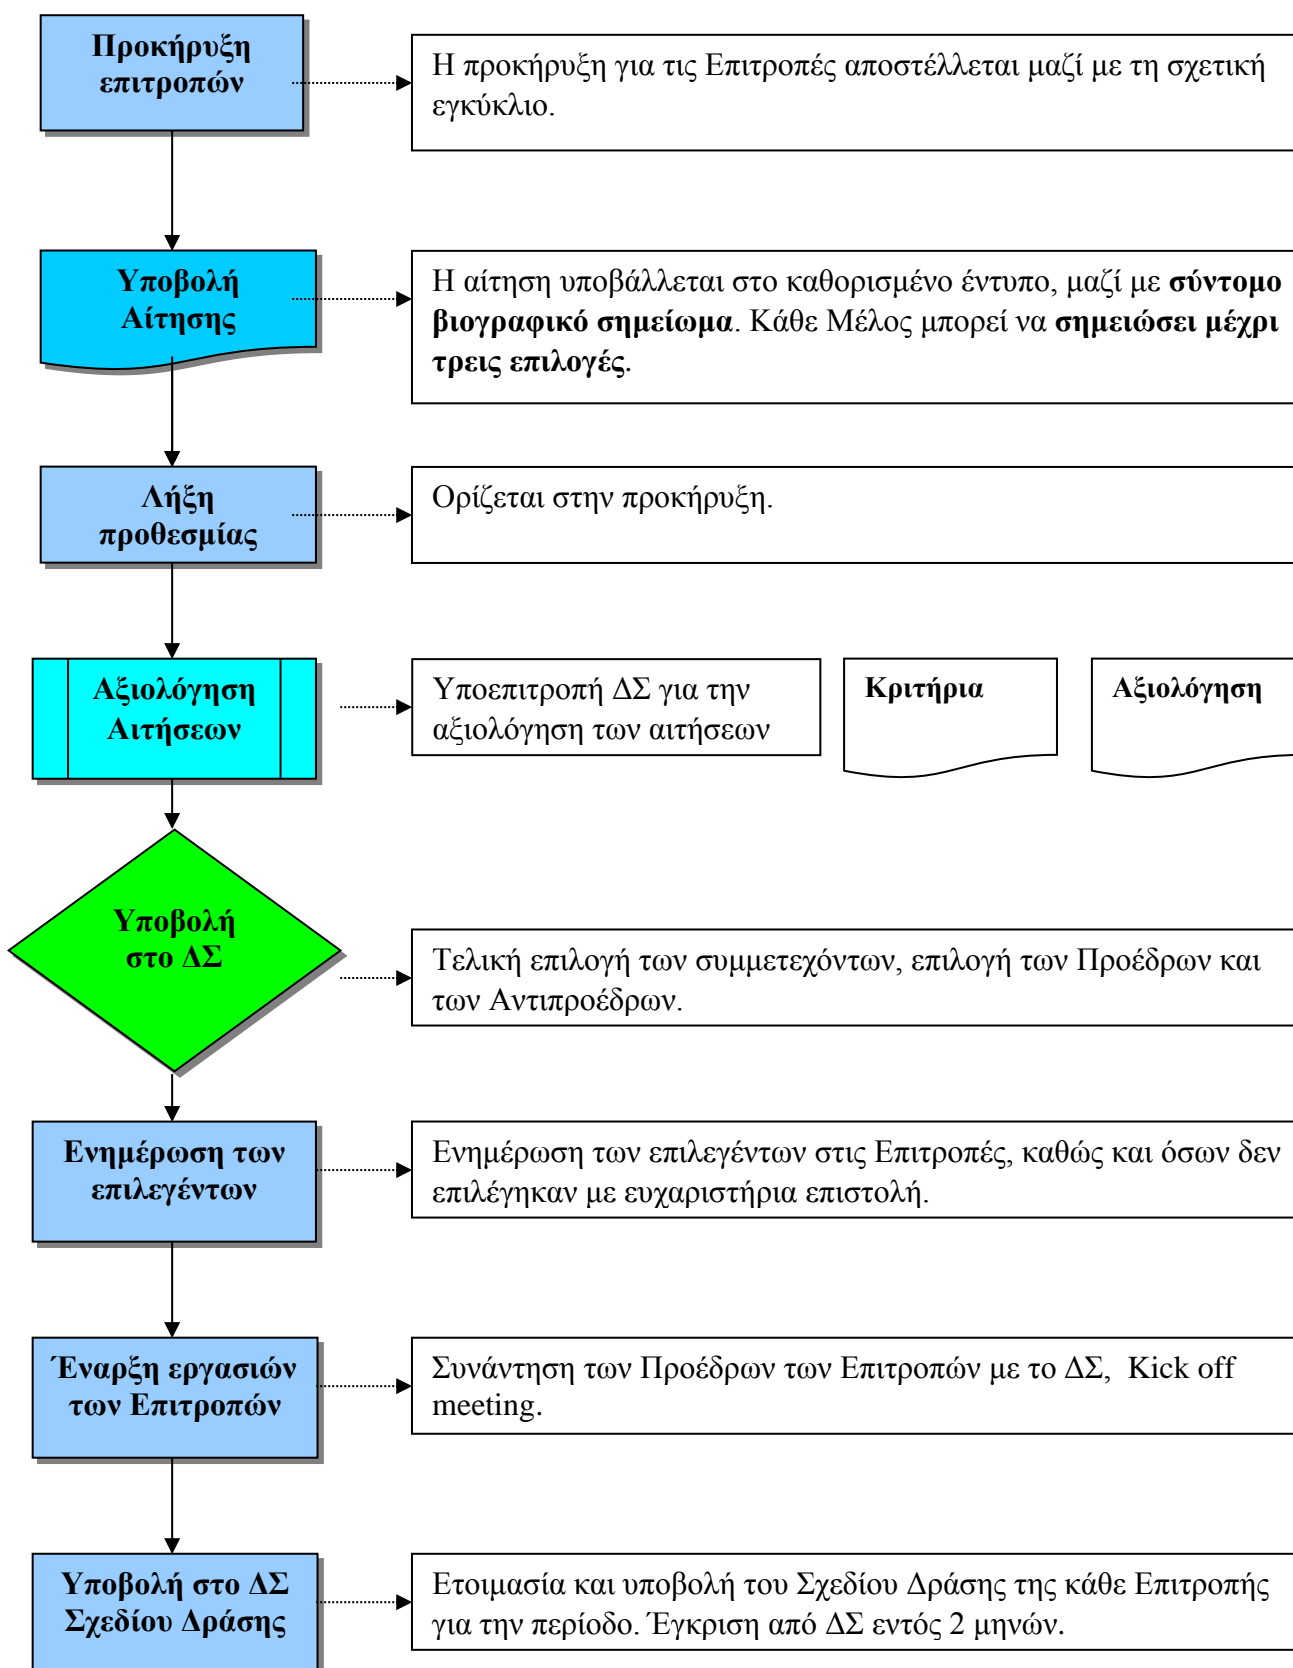 Προκήρυξη
επιτροπών
Η προκήρυξη για τις Επιτροπές αποστέλλεται μαζί με τη σχετική
εγκύκλιο.
Υποβολή
Αίτησης
Η αίτηση υποβάλλεται στο καθορισμένο έντυπο, μαζί με σύντομο
βιογραφικό σημείωμα. Κάθε Μέλος μπορεί να σημειώσει μέχρι
τρεις επιλογές.
Λήξη
προθεσμίας
Ορίζεται στην προκήρυξη.
Αξιολόγηση
Αιτήσεων
Υποεπιτροπή ΔΣ για την
αξιολόγηση των αιτήσεων
Κριτήρια
Αξιολόγηση
Υποβολή
στο ΔΣ
Τελική επιλογή των συμμετεχόντων, επιλογή των Προέδρων και
των Αντιπροέδρων.
Ενημέρωση των
επιλεγέντων
Ενημέρωση των επιλεγέντων στις Επιτροπές, καθώς και όσων δεν
επιλέγηκαν με ευχαριστήρια επιστολή.
Έναρξη εργασιών
των Επιτροπών
Συνάντηση των Προέδρων των Επιτροπών με το ΔΣ, Kick off
meeting.
Υποβολή στο ΔΣ
Σχεδίου Δράσης
Ετοιμασία και υποβολή του Σχεδίου Δράσης της κάθε Επιτροπής
για την περίοδο. Έγκριση από ΔΣ εντός 2 μηνών.